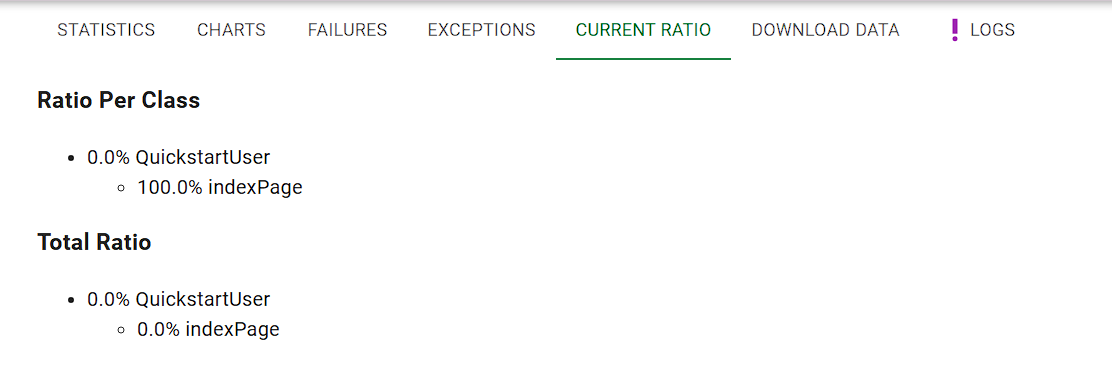 STATISTICS CHARTS FAILURES EXCEPTIONS CURRENT RATIO DOWNLOAD DATA LOGS
Ratio Per Class
0.0% QuickstartUser
100.0% indexPage
Total Ratio
0.0% QuickstartUser
0.0% indexPage